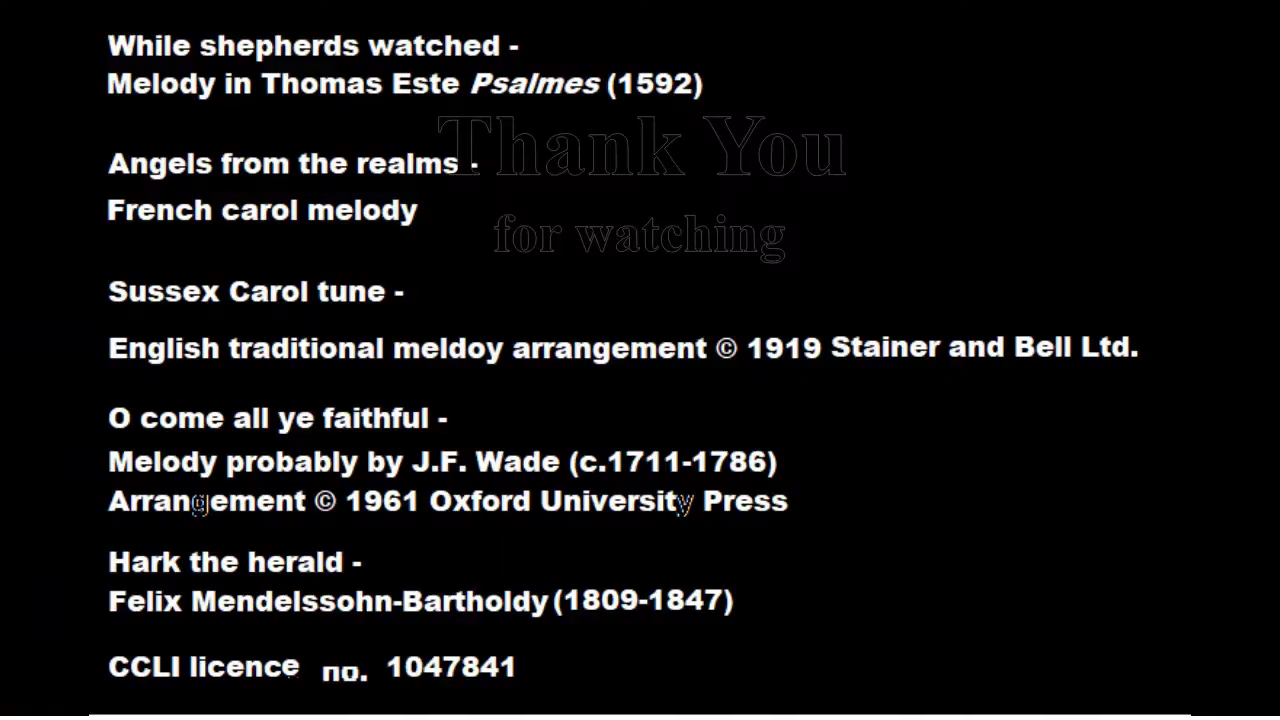 While shepherds watched -
Melody in Thomas Este Psalmes (1592)
Thank You
Angels from the realms -
French carol melody
for watching
Sussex Carol tune -
English traditional meldoy arrangement © 1919 Stainer and Bell Ltd.
O come all ye faithful -
Melody probably by J.F. Wade (c.1711-1786)
Arrangement © 1961 Oxford University Press
Hark the herald -
Felix Mendelssohn-Bartholdy (1809-1847)
CCLI licence no. 1047841